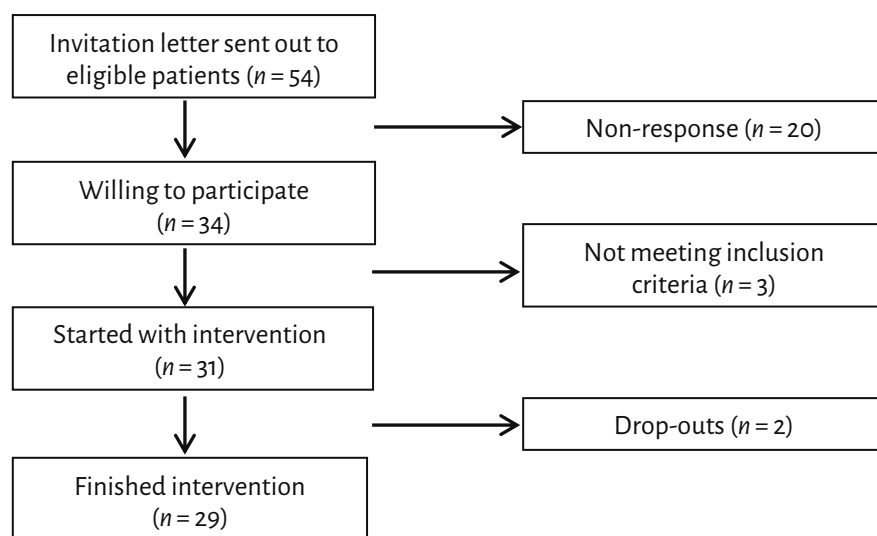 Invitation letter sent out to
eligible patients (n = 54)
Non-response (n = 20)
Willing to participate
(n = 34)
Not meeting inclusion
criteria (n = 3)
Started with intervention
(n = 31)
Drop-outs (n = 2)
Finished intervention
(n = 29)